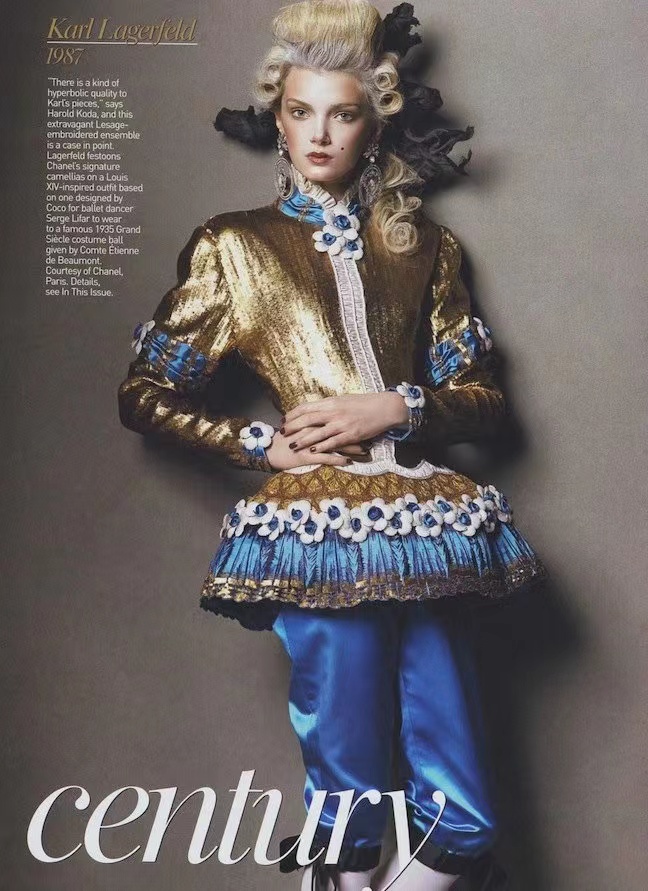 Karl Lagerfeld
1987
"There is a kind of
hyperbolic quality to
Karl's pieces," says
Harold Koda, and this
extravagant Lesage-
embroidered ensemble
is a case in point.
Lagerfeld festoons
Chanel's signature
camellias on a Louis
XIV-inspired outfit based
on one designed by
Coco for ballet dancer
Serge Lifar to wear
to a famous 1935 Grand
Siècle costume ball
given by Comte Étienne
de Beaumont.
Courtesy of Chanel,
Paris. Details,
see In This Issue.
century